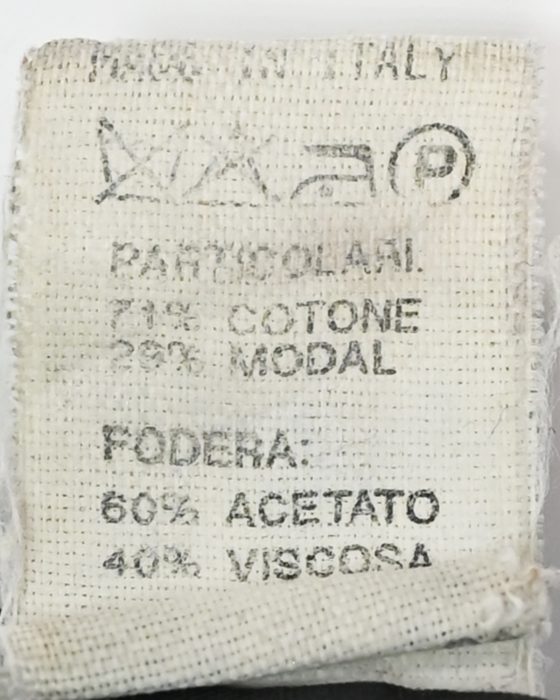 MADE IN ITALY
P
PARTICOLARI.
71% COTONE
29% MODAL
FODERA:
60% ACETATO
40% VISCOSA